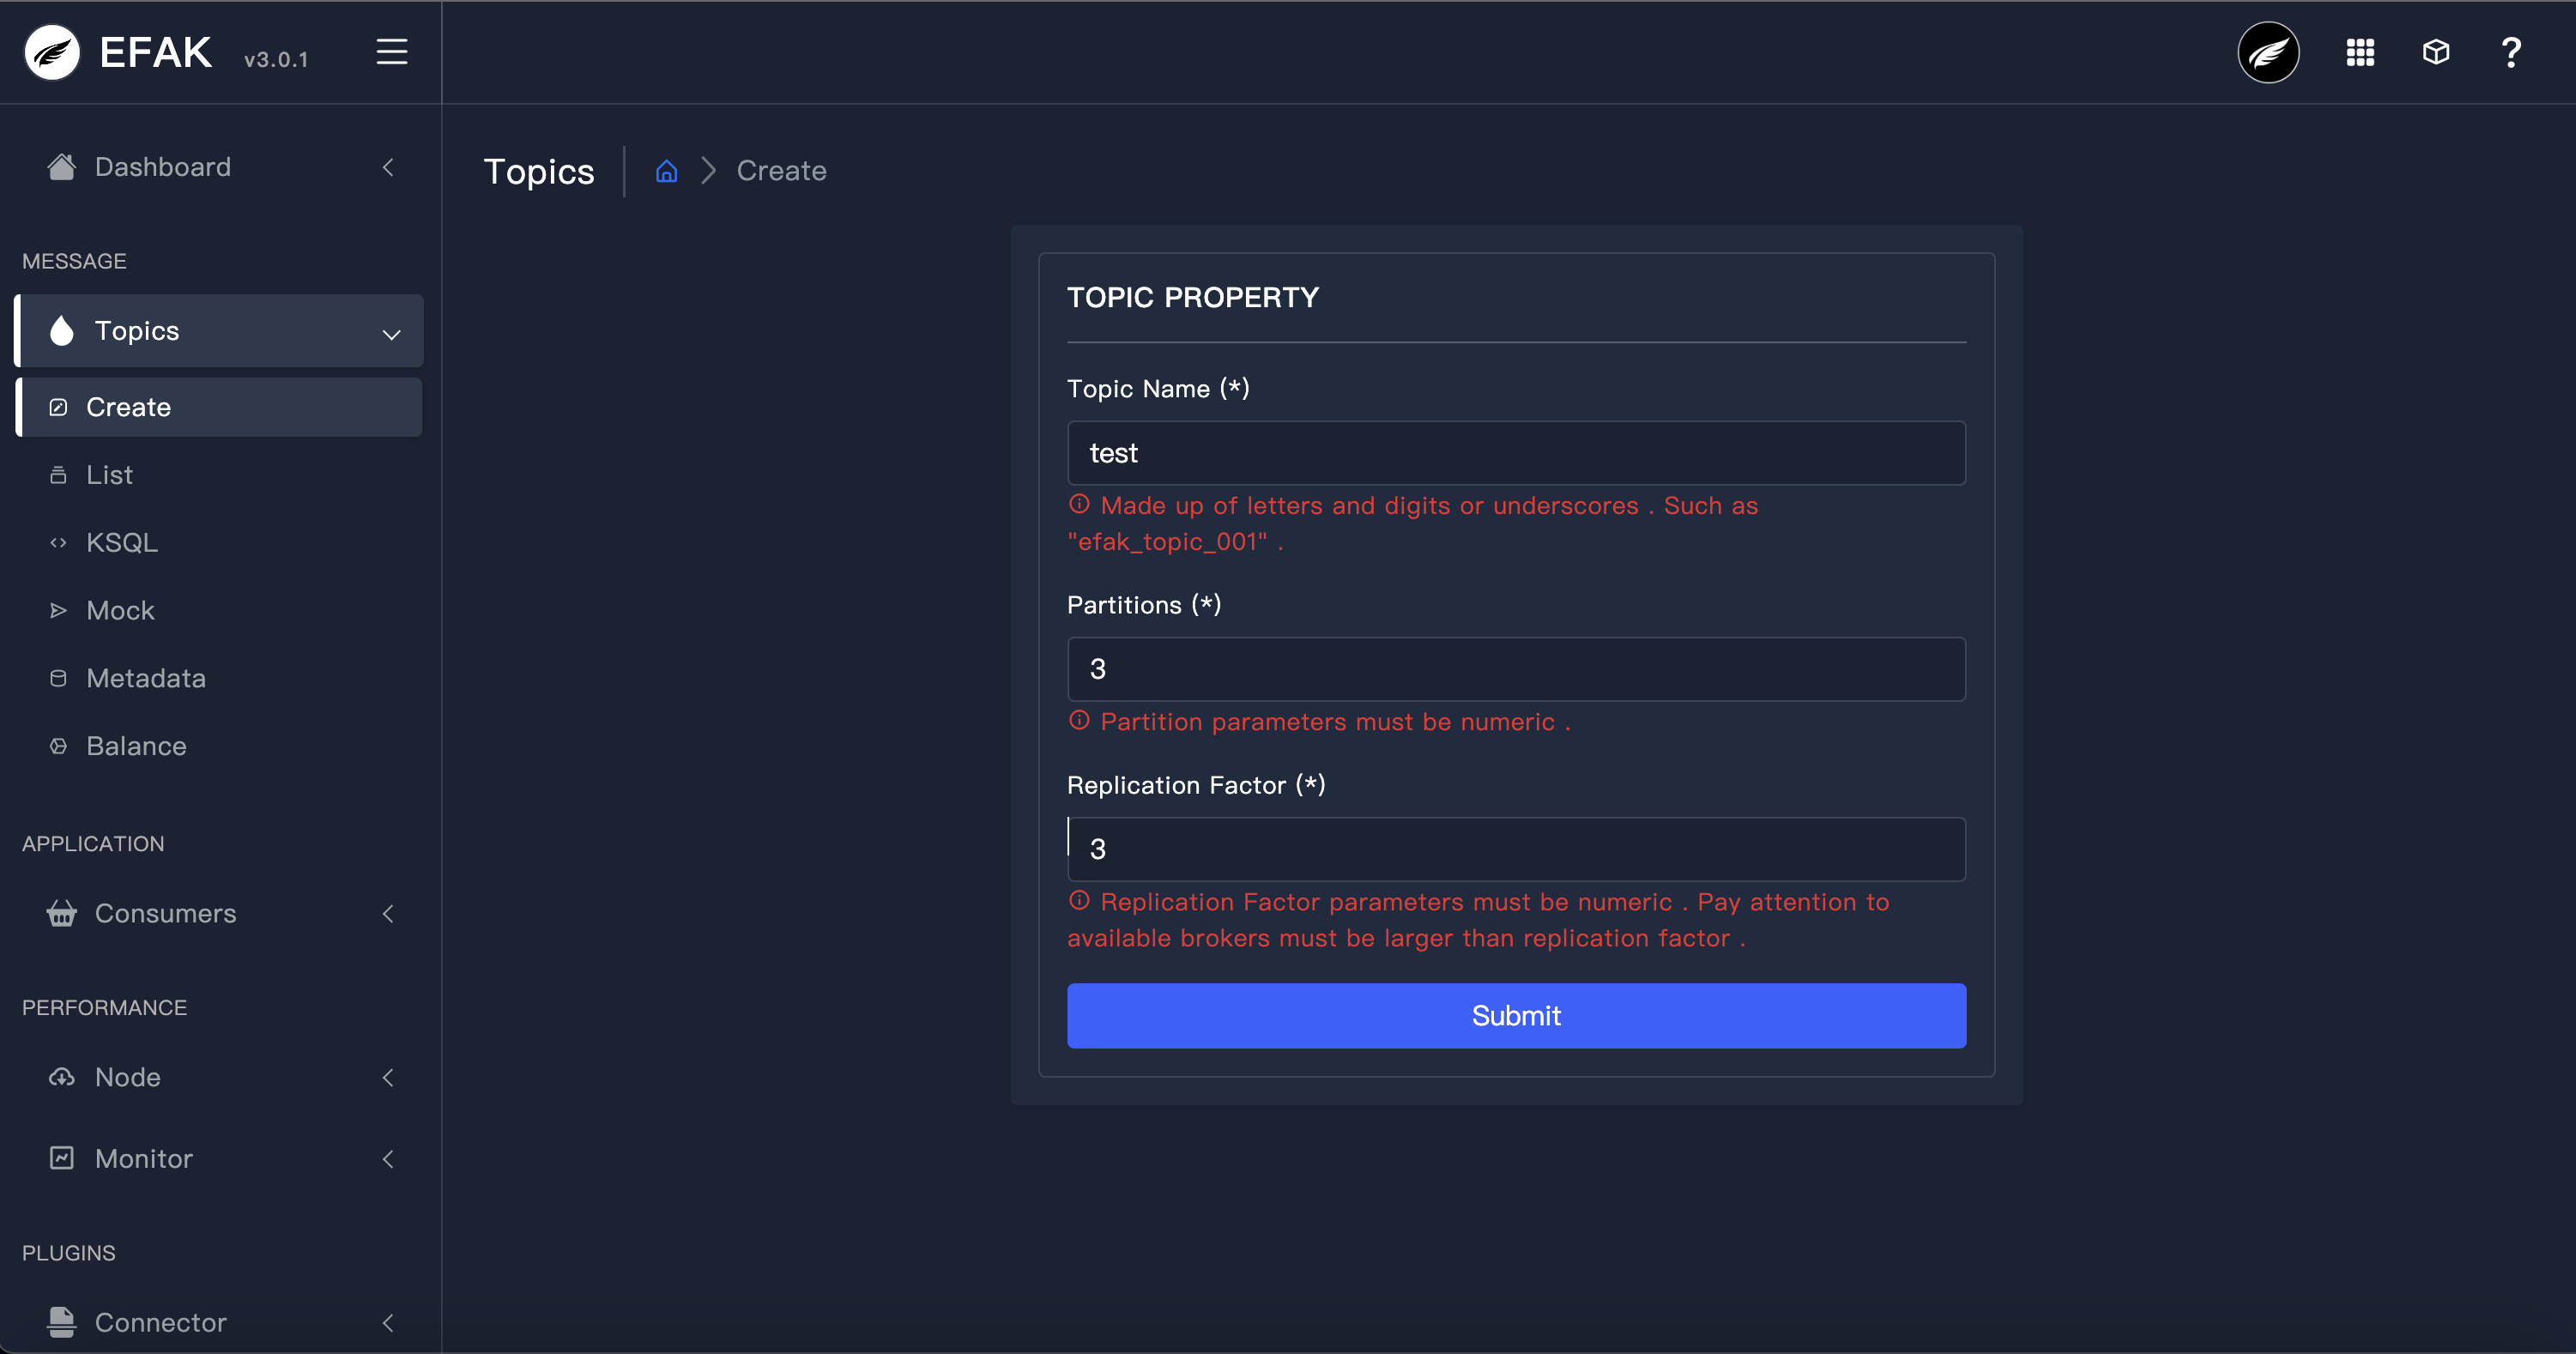 EFAK v3.0.1
Dashboard
MESSAGE
Topics
Create
List
KSQL
Mock
Metadata
Balance
APPLICATION
Consumers
PERFORMANCE
Node
Monitor
PLUGINS
Connector
?
Topics
Create
TOPIC PROPERTY
Topic Name (*)
test
Made up of letters and digits or underscores . Such as
"efak_topic_001" .
Partitions (*)
3
Partition parameters must be numeric .
Replication Factor (*)
3
Replication Factor parameters must be numeric . Pay attention to
available brokers must be larger than replication factor .
Submit